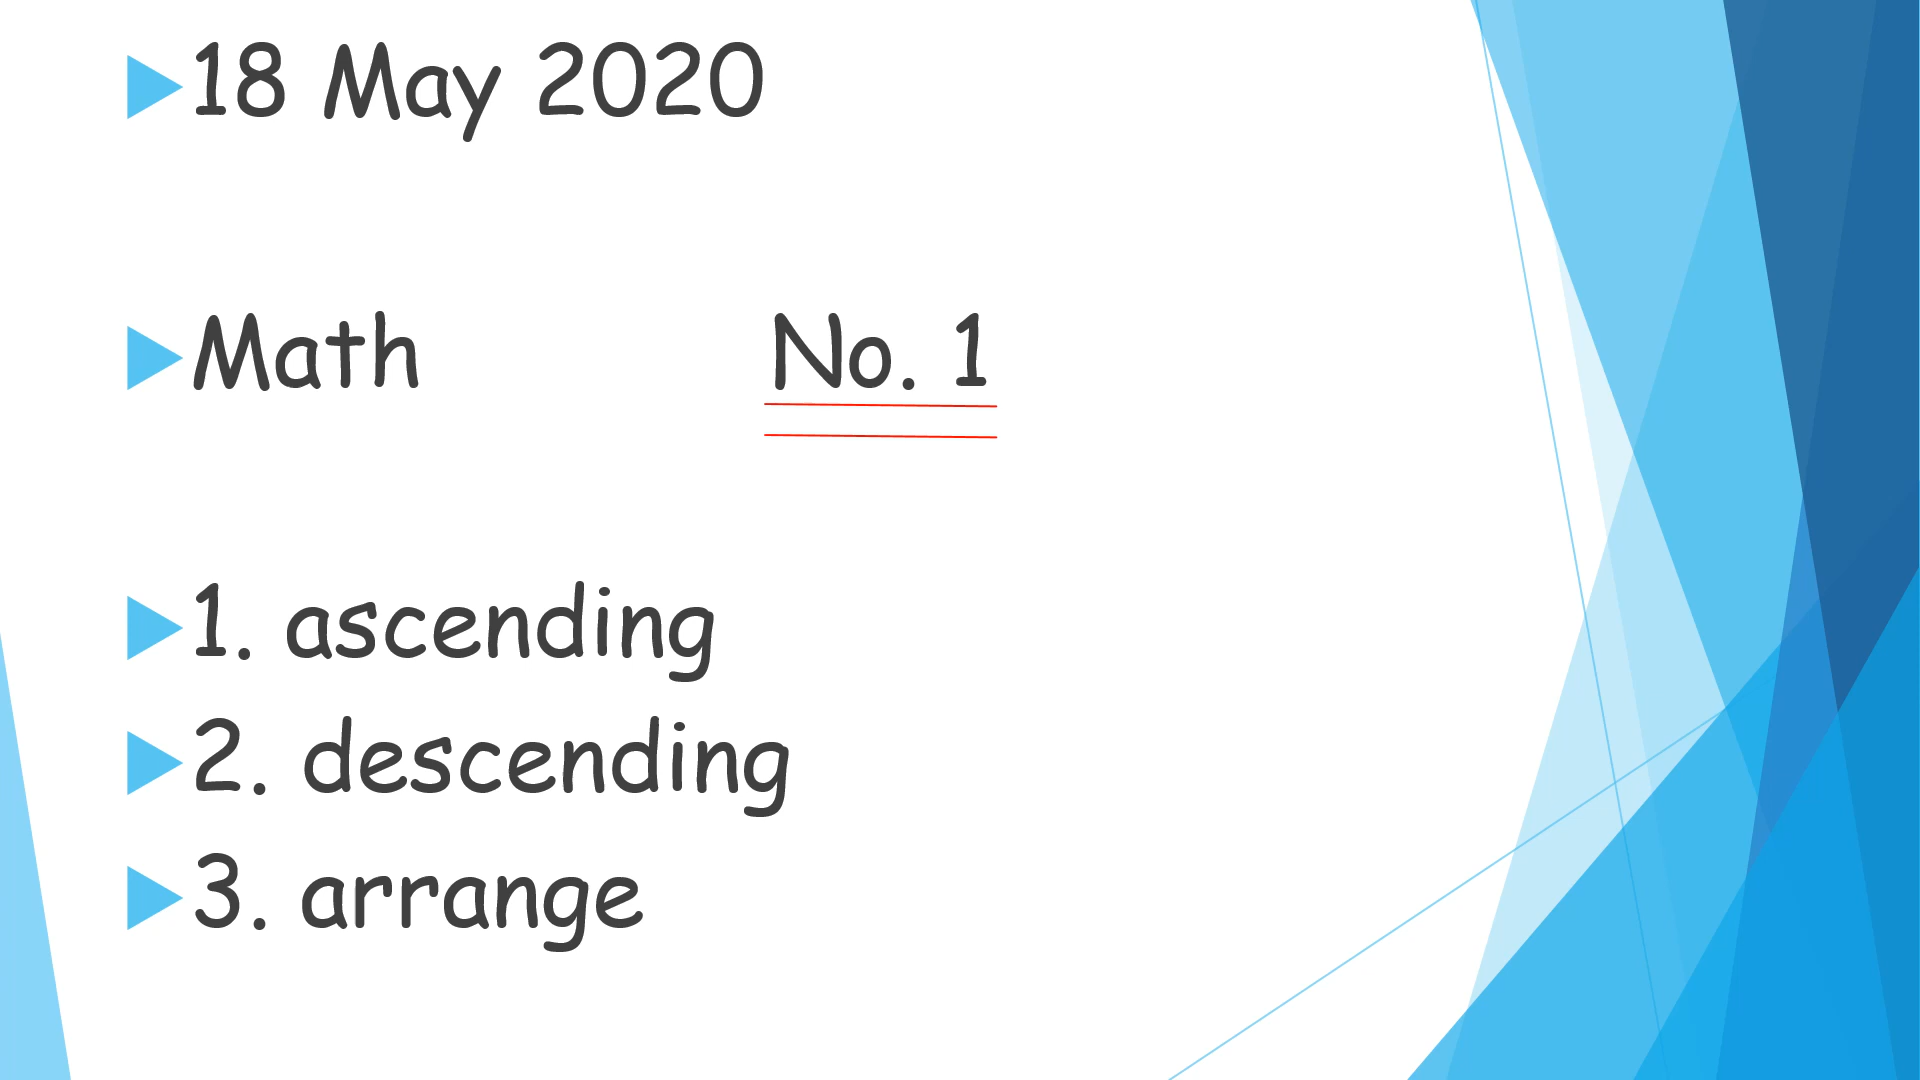 18 May 2020
Math No. 1
1. ascending
2. descending
3. arrange